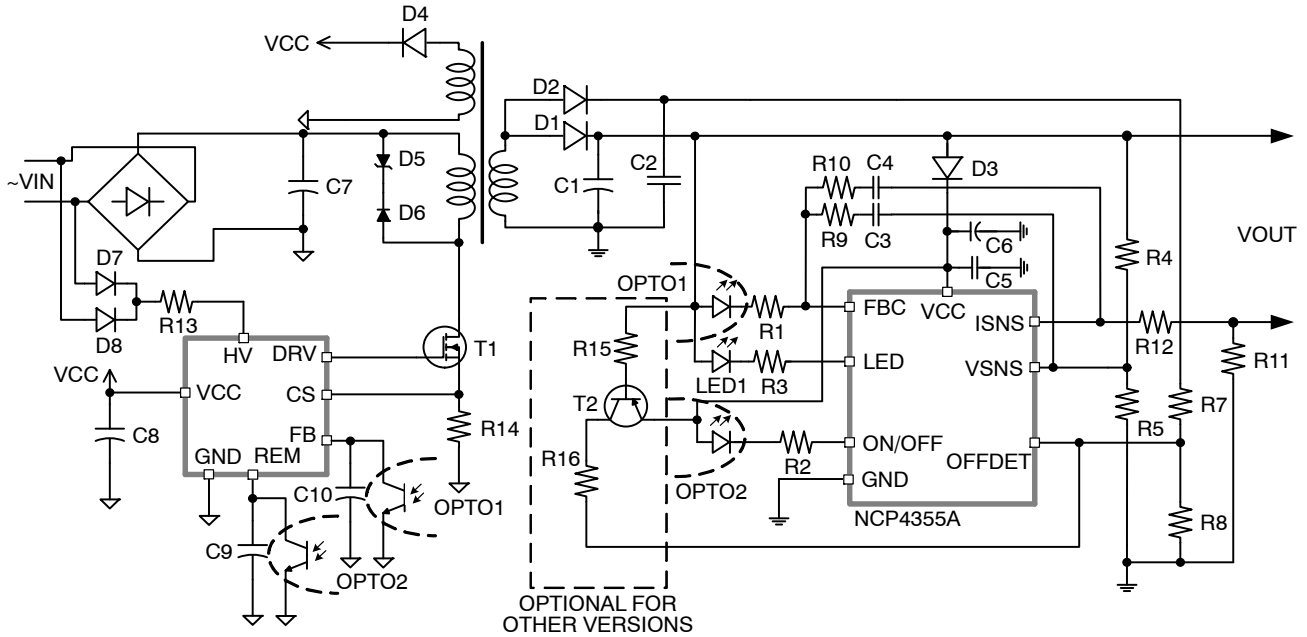 D4
VCC
D2
D1
D5
D6
C7
C1
C2
~VIN
R10 C4
R9 C3
D3
C6
C5
R4
VOUT
D7
D8
R13
OPTO1
R1
FBC
VCC
ISNS
R12
R11
HV
DRV
T1
R15
LED1
R3
LED
VSNS
VCC
VCC
CS
C8
R14
T2
R5
R7
FB
GND
REM
R16
R2
ON/OFF
OFFDET
OPTO2
GND
C10
OPTO1
NCP4355A
R8
C9
OPTO2
OPTIONAL FOR
OTHER VERSIONS